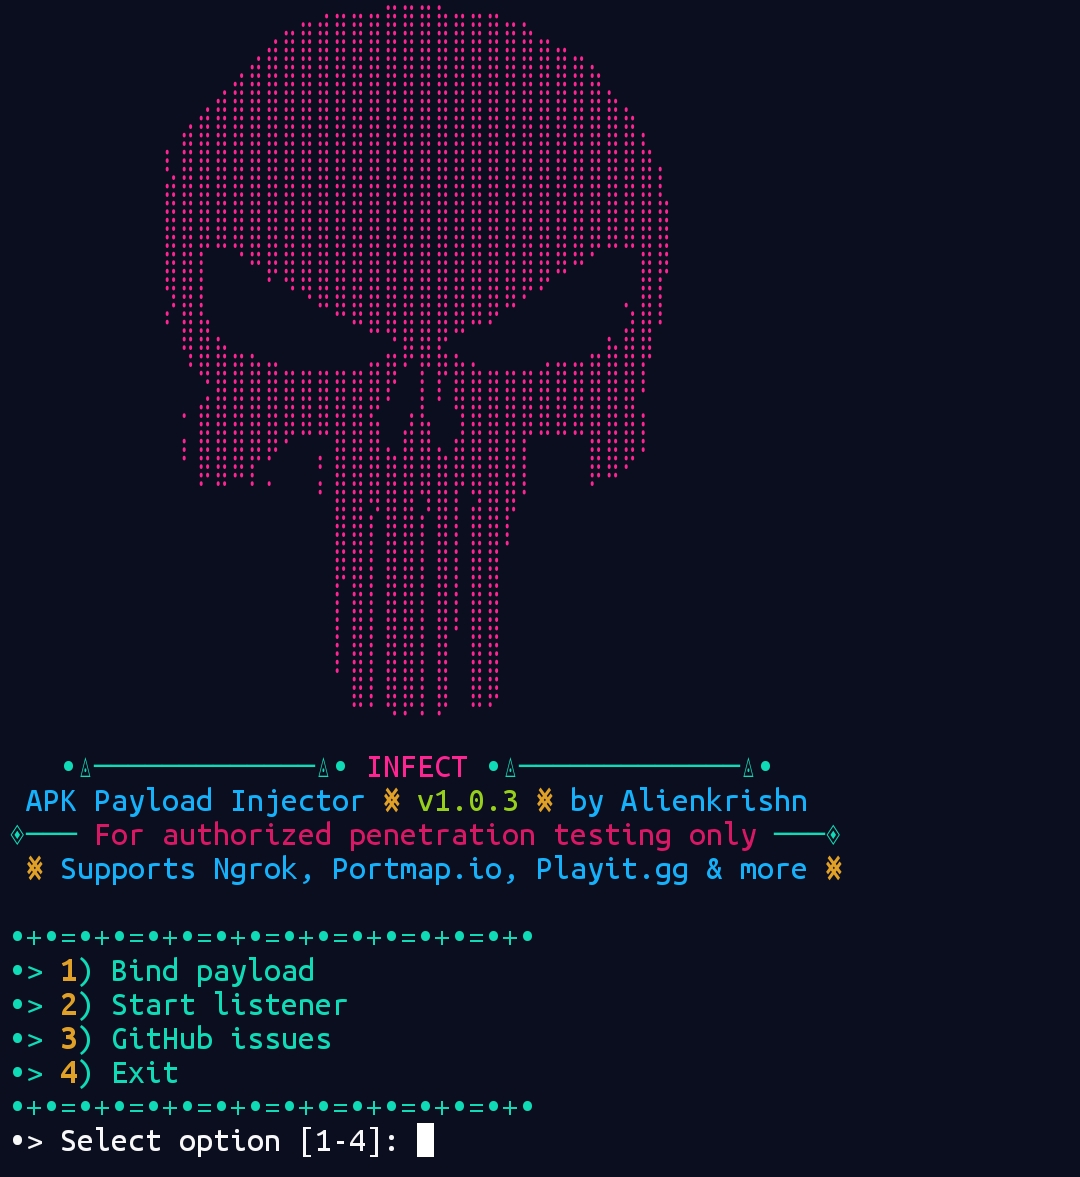 INFECT
APK Payload Injector v1.0.3 by Alienkrishn
For authorized penetration testing only
Supports Ngrok, Portmap.io, Playit.gg & more
•+•=•+•=•+•=•+•=•+•=•+•=•+•=•+•
•> 1) Bind payload
•> 2) Start listener
•> 3) GitHub issues
•> 4) Exit
•+•=•+•=•+•=•+•=•+•=•+•=•+•=•+•
•> Select option [1-4]: